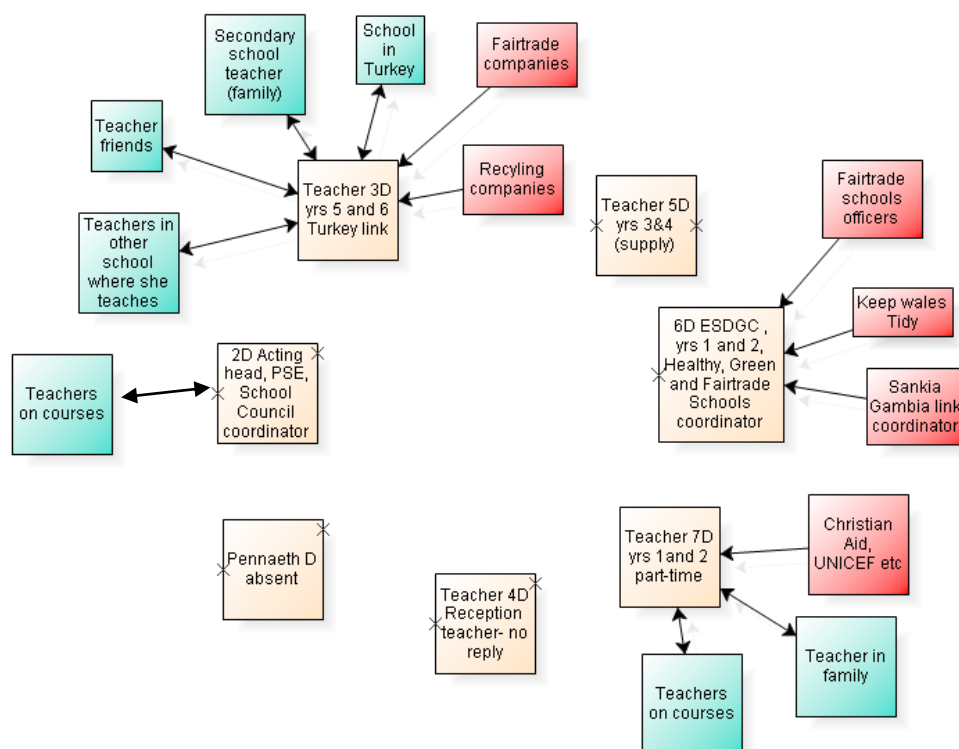 Secondary
school
teacher
(family)
School
in
Turkey
Fairtrade
companies
Teacher
friends
Teacher 3D
yrs 5 and 6
Turkey link
Recyling
companies
Teachers in
other
school
where she
teaches
Teacher 5D
yrs 3&4
(supply)
Fairtrade
schools
officers
6D ESDGC ,
yrs 1 and 2,
Healthy, Green
and Fairtrade
Schools
coordinator
Keep wales
Tidy
Sankia
Gambia link
coordinator
Teachers
on courses
2D Acting
head, PSE,
School
Council
coordinator
Pennaeth D
absent
Teacher 4D
Reception
teacher- no
reply
Teacher 7D
yrs 1and 2
part-time
Christian
Aid,
UNICEF etc
Teacher in
family
Teachers
on courses